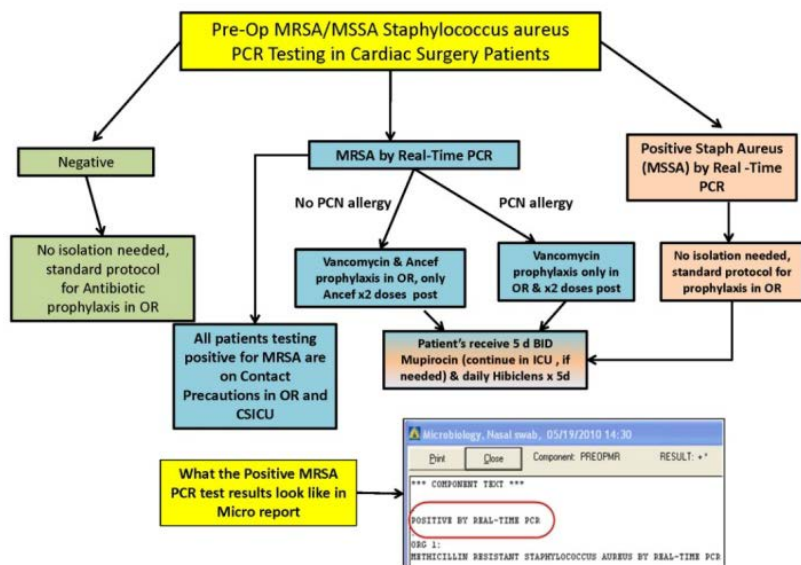 Pre-Op MRSA/MSSA Staphylococcus aureus
PCR Testing in Cardiac Surgery Patients
Negative
MRSA by Real-Time PCR
Positive Staph Aureus
(MSSA) by Real -Time
PCR
No PCN allergy
PCN allergy
No isolation needed,
standard protocol
for Antibiotic
prophylaxis in OR
Vancomycin & Ancef
prophylaxis in OR, only
Ancef x2 doses post
Vancomycin
prophylaxis only in
OR & x2 doses post
No isolation needed,
standard protocol for
prophylaxis in OR
All patients testing
positive for MRSA are
on Contact
Precautions in OR and
CSICU
Patient's receive 5 d BID
Mupirocin (continue in ICU , if
needed) & daily Hibiclens x 5d
What the Positive MRSA
PCR test results look like in
Micro report
Microbiology, Nasal swab, 05/19/2010 14:30
Print Close Component: PREOPMR RESULT: +*
*** COMPONENT TEXT ***
POSITIVE BY REAL-TIME PCR
ORG 1:
METHICILLIN RESISTANT STAPHYLOCOCCUS AUREUS BY REAL-TIME PCR